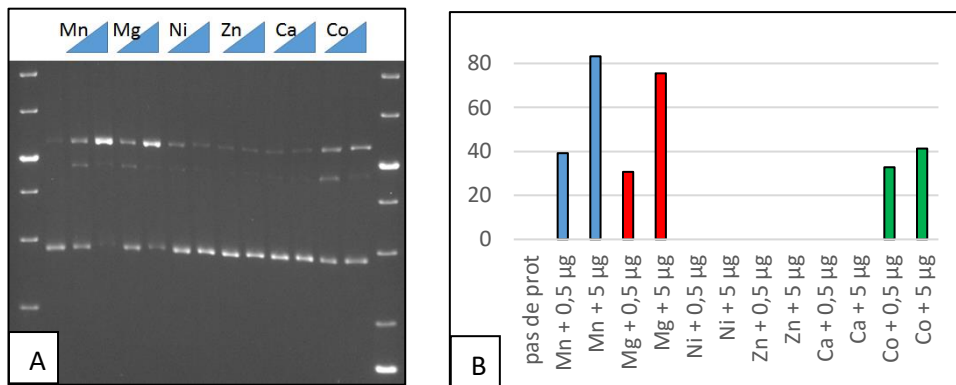 Mn Mg Ni Zn Ca Co
A
80
60
40
20
0
pas de prot
Mn + 0,5 µg
Mn + 5 µg
Mg + 0,5 µg
Mg + 5 µg
Ni + 0,5 µg
Ni + 5 µg
Zn + 0,5 µg
Zn + 5 µg
Ca + 0,5 µg
Ca + 5 µg
Co + 0,5 µg
Co + 5 µg
B